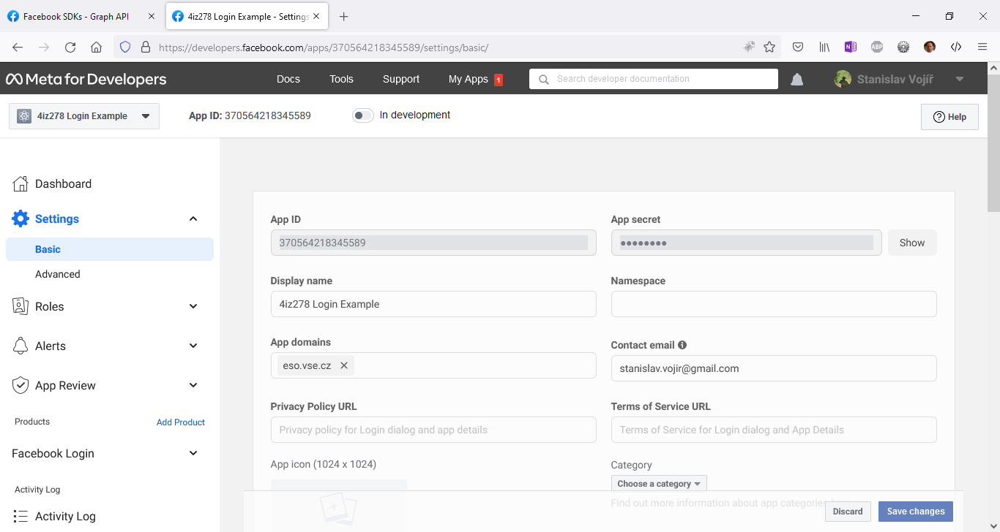 Facebook SDKs - Graph API
4iz278 Login Example - Settings
https://developers.facebook.com/apps/370564218345589/settings/basic/
Meta for Developers
Docs
Tools
Support
My Apps
1
Search developer documentation
Stanislav Vojíř
4iz278 Login Example
App ID: 370564218345589
In development
Help
Dashboard
Settings
Basic
Advanced
Roles
Alerts
App Review
Products
Add Product
Facebook Login
Activity Log
Activity Log
App ID
App secret
370564218345589
●●●●●●●●
Show
Display name
Namespace
4iz278 Login Example
App domains
Contact email
eso.vse.cz
stanislav.vojir@gmail.com
Privacy Policy URL
Terms of Service URL
Privacy policy for Login dialog and app details
Terms of Service for Login dialog and App Details
App icon (1024 x 1024)
Category
Choose a category
Find out more information about app categories
Discard
Save changes